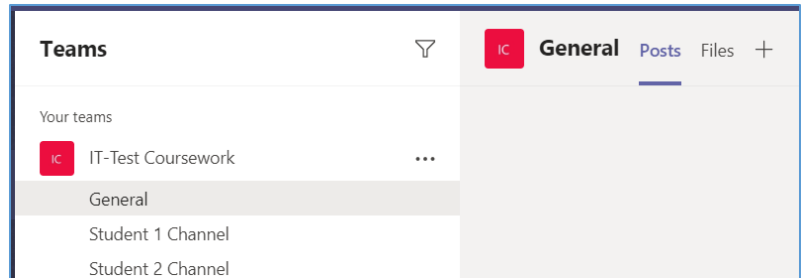 Teams
Your teams
IC IT-Test Coursework ...
General
Student 1 Channel
Student 2 Channel
IC General Posts Files +